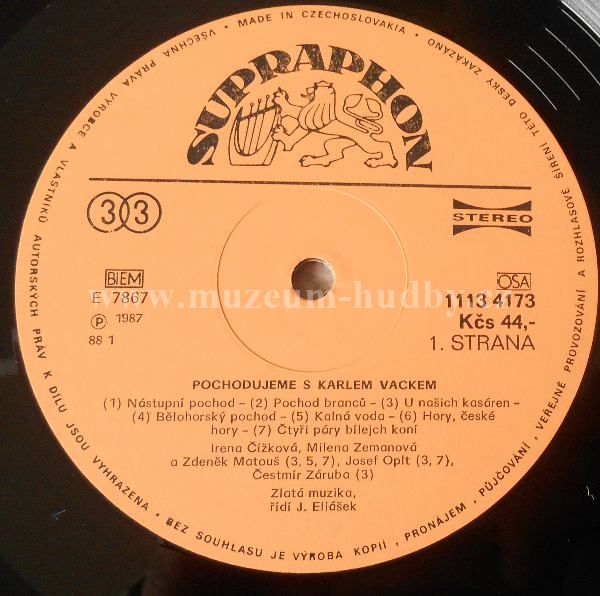 VŠECHNA PRÁVA VÝROBCE A VLASTNÍKŮ AUTORSKÝCH PRÁV K DÍLU JSOU VYHRAZENA • BEZ SOUHLASU JE VÝROBA KOPIÍ, PRONÁJEM, PŮJČOVÁNÍ, VEŘEJNÉ PROVOZOVÁNÍ A ROZHLASOVÉ ŠÍŘENÍ TÉTO DESKY ZAKÁZÁNO • MADE IN CZECHOSLOVAKIA •
SUPRAPHON
33
STEREO
BIEM
OSA
www.muzeum-hudby.cz
E 7867
1113 4173
Ⓟ 1987
Kčs 44,-
88 1
1. STRANA
POCHODUJEME S KARLEM VACKEM
(1) Nástupní pochod – (2) Pochod branců – (3) U našich kasáren –
(4) Bělohorský pochod – (5) Kalná voda – (6) Hory, české
hory – (7) Čtyři páry bílejch koní
Irena Čížková, Milena Zemanová
a Zdeněk Matouš (3, 5, 7), Josef Oplt (3, 7),
Čestmír Záruba (3)
Zlatá muzika,
řídí J. Eliášek